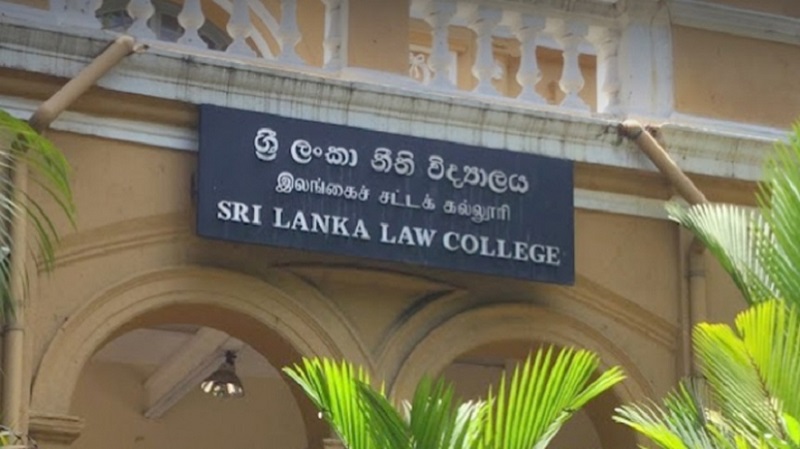 ශ්‍රී ලංකා නීති විද්‍යාලය
இலங்கைச் சட்டக் கல்லூரி
SRI LANKA LAW COLLEGE